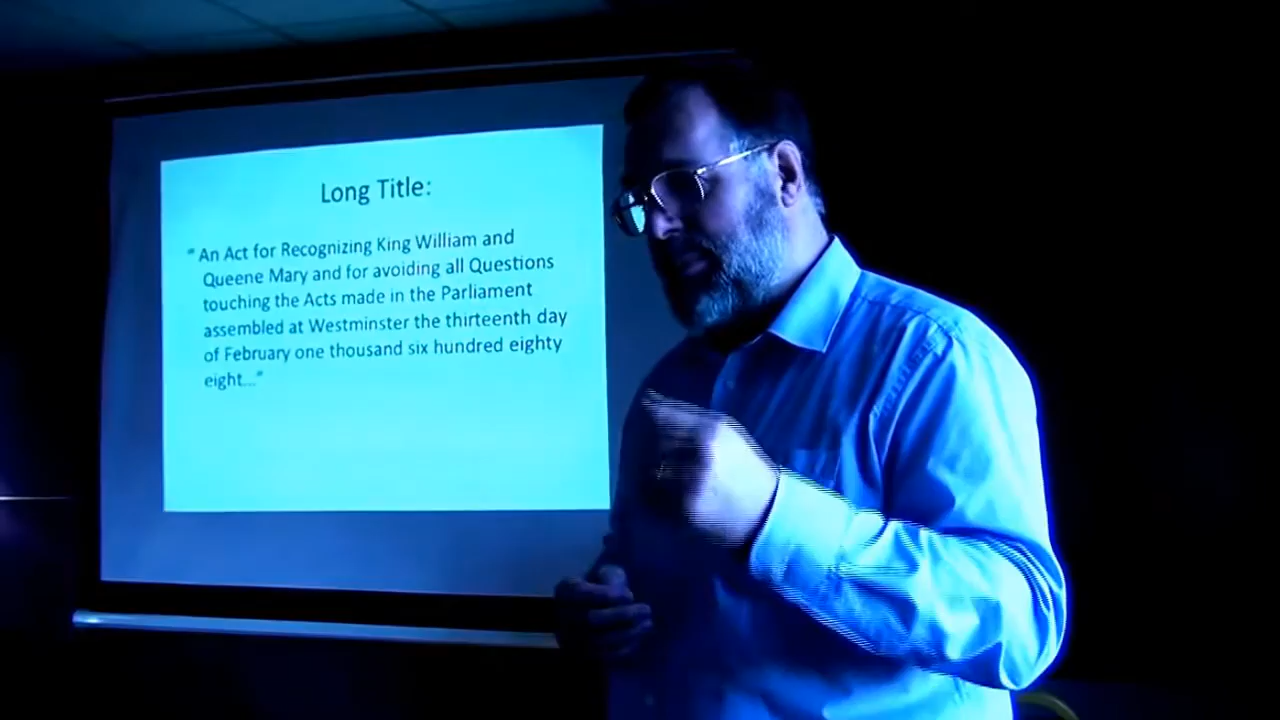 Long Title:
“ An Act for Recognizing King William and
Queene Mary and for avoiding all Questions
touching the Acts made in the Parliament
assembled at Westminster the thirteenth day
of February one thousand six hundred eighty
eight...”